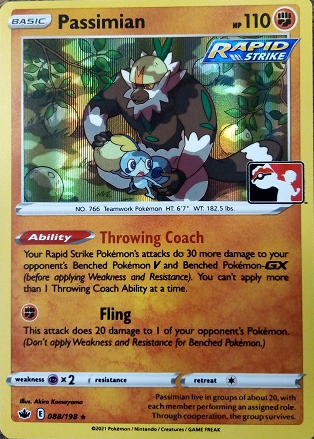 BASIC
Passimian
HP 110
RAPID
STRIKE
NO. 766 Teamwork Pokémon HT: 6'7" WT: 182.5 lbs.
Ability Throwing Coach
Your Rapid Strike Pokémon's attacks do 30 more damage to your
opponent's Benched Pokémon V and Benched Pokémon-GX
(before applying Weakness and Resistance). You can't apply more
than 1 Throwing Coach Ability at a time.
Fling
This attack does 20 damage to 1 of your opponent's Pokémon.
(Don't apply Weakness and Resistance for Benched Pokémon.)
weakness ×2 resistance retreat
Illus. Akira Komayama
E 088/198 ★
Passimian live in groups of about 20, with
each member performing an assigned role.
Through cooperation, the group survives.
©2021 Pokémon / Nintendo / Creatures / GAME FREAK